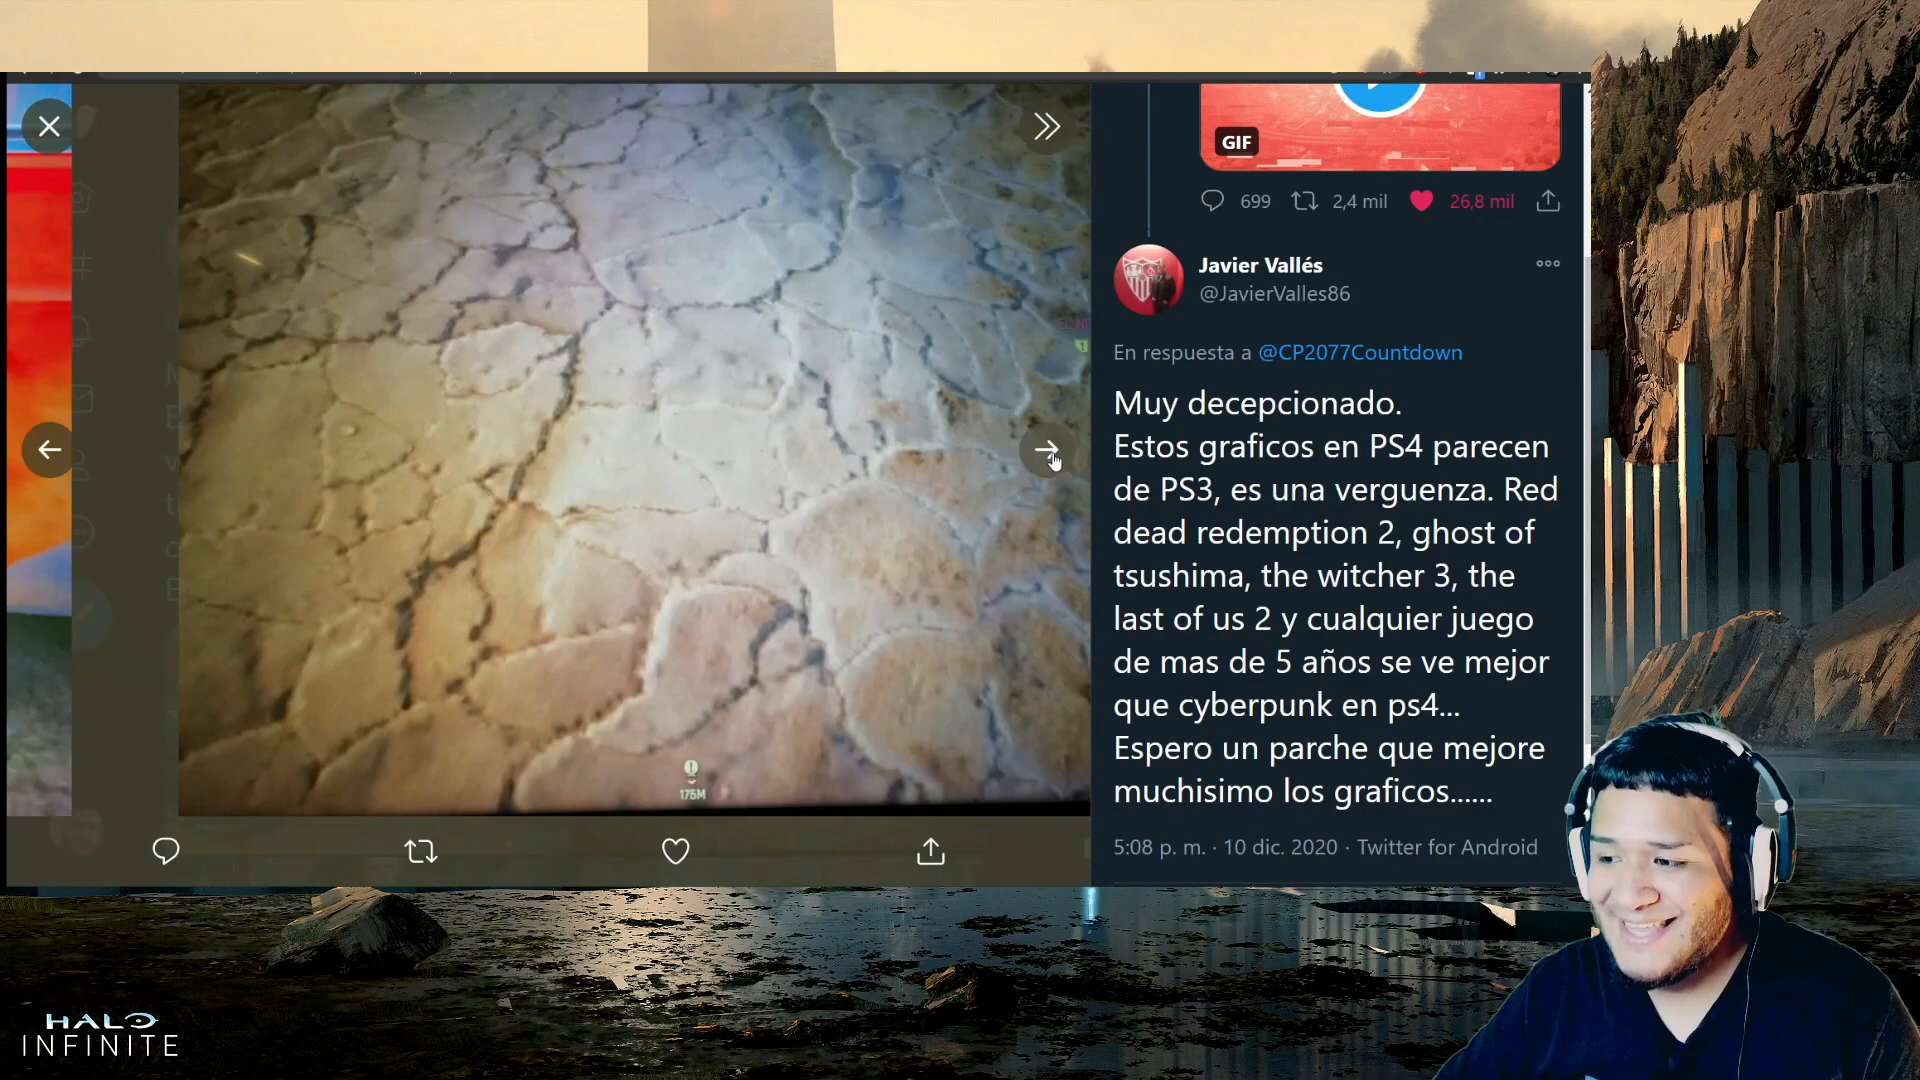 GIF
699
2,4 mil
26,8 mil
Javier Vallés
@JavierValles86
En respuesta a @CP2077Countdown
Muy decepcionado.
Estos graficos en PS4 parecen
de PS3, es una verguenza. Red
dead redemption 2, ghost of
tsushima, the witcher 3, the
last of us 2 y cualquier juego
de mas de 5 años se ve mejor
que cyberpunk en ps4...
Espero un parche que mejore
muchisimo los graficos......
5:08 p. m. · 10 dic. 2020 · Twitter for Android
175M
HALO
INFINITE